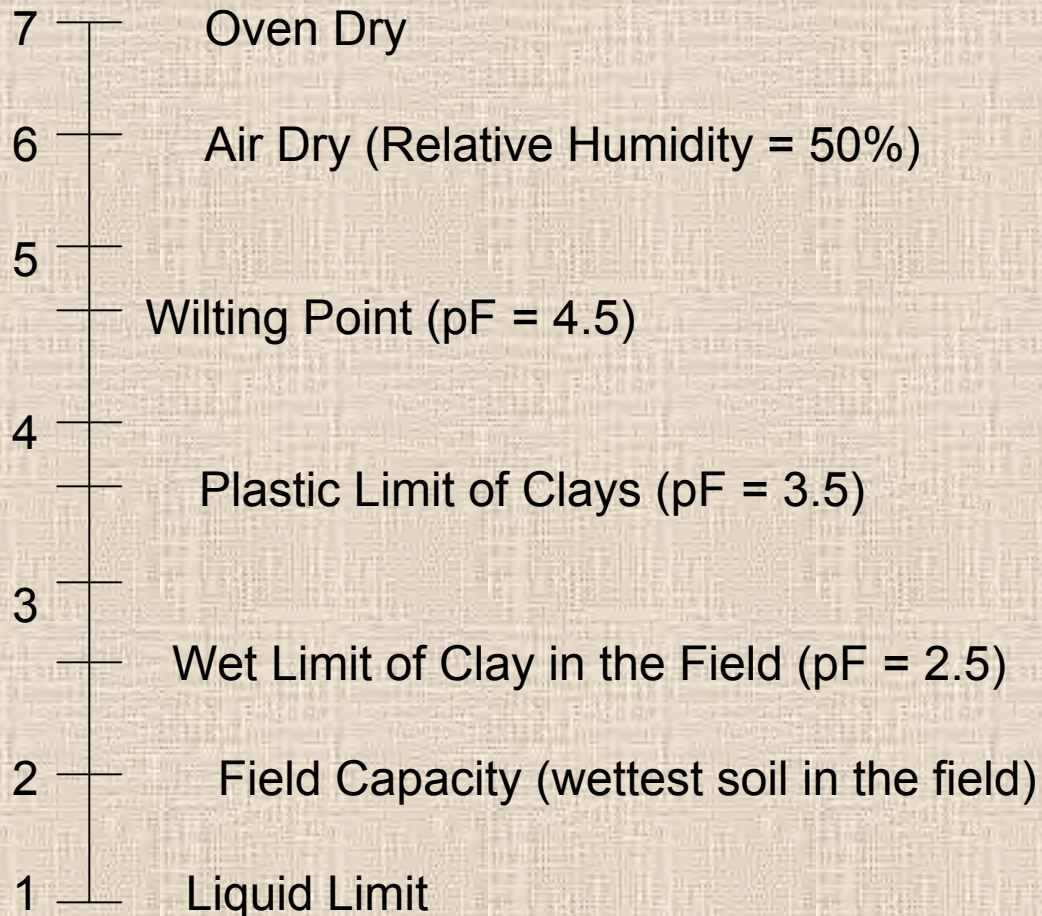 7 Oven Dry
6 Air Dry (Relative Humidity = 50%)
5
Wilting Point (pF = 4.5)
4
Plastic Limit of Clays (pF = 3.5)
3
Wet Limit of Clay in the Field (pF = 2.5)
2 Field Capacity (wettest soil in the field)
1 Liquid Limit